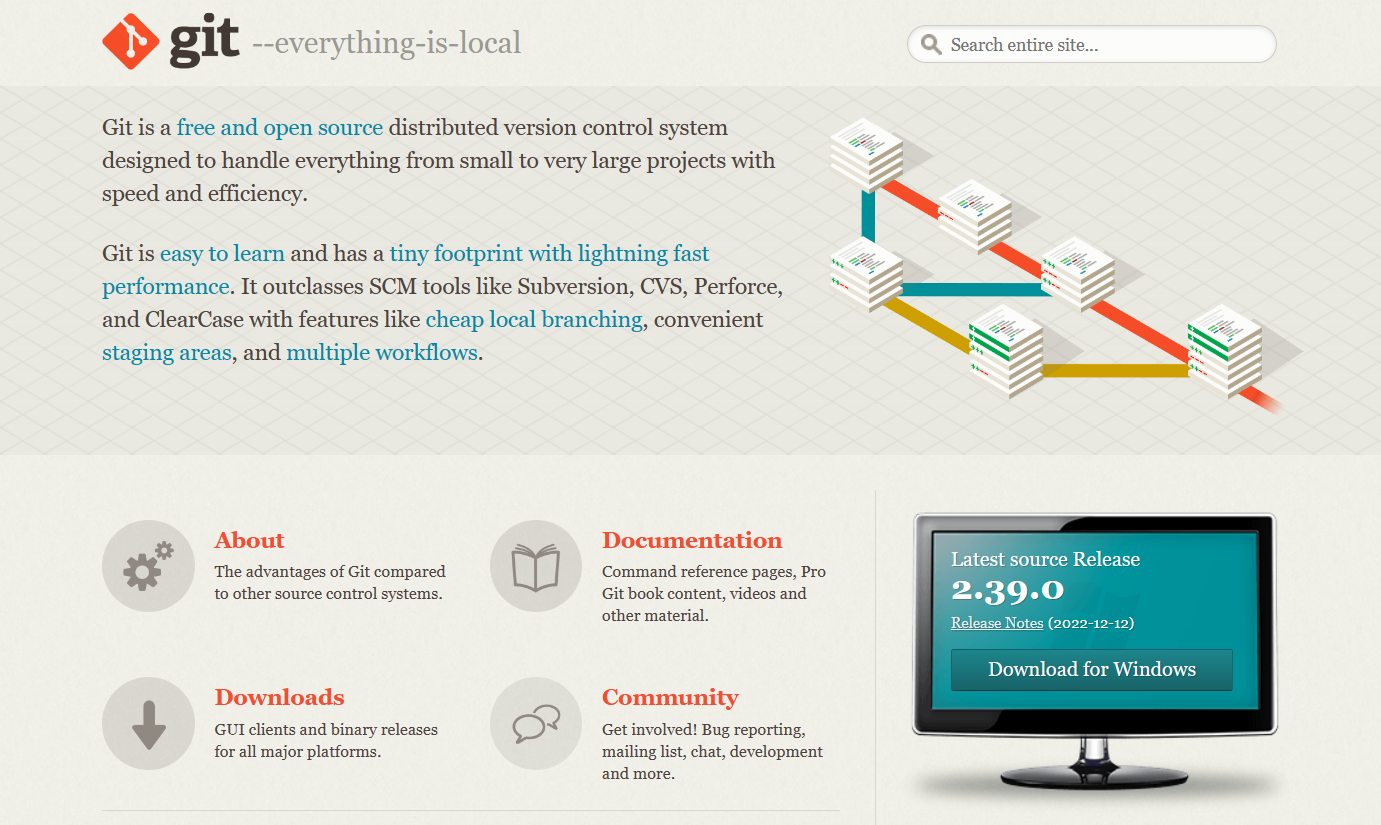 git --everything-is-local
Search entire site...
Git is a free and open source distributed version control system
designed to handle everything from small to very large projects with
speed and efficiency.
Git is easy to learn and has a tiny footprint with lightning fast
performance. It outclasses SCM tools like Subversion, CVS, Perforce,
and ClearCase with features like cheap local branching, convenient
staging areas, and multiple workflows.
About
The advantages of Git compared
to other source control systems.
Documentation
Command reference pages, Pro
Git book content, videos and
other material.
Downloads
GUI clients and binary releases
for all major platforms.
Community
Get involved! Bug reporting,
mailing list, chat, development
and more.
Latest source Release
2.39.0
Release Notes (2022-12-12)
Download for Windows